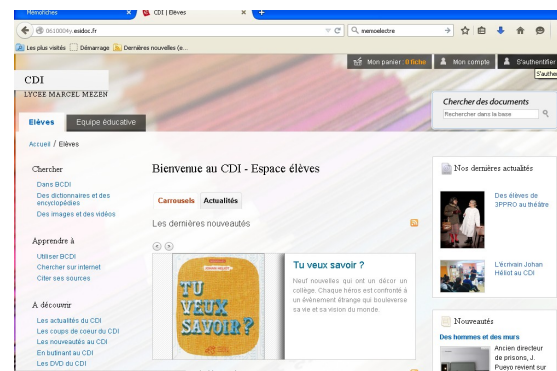 Mémofiches
CDI | Elèves
0610004y.esidoc.fr
memoelectre
Les plus visités Démarrage Dernières nouvelles (e...
Mon panier : 0 fiche Mon compte S'authentifier
S'authe
CDI
LYCEE MARCEL MEZEN
Chercher des documents
Rechercher dans la base
Elèves Equipe éducative
Accueil / Elèves
Chercher
Dans BCDI
Des dictionnaires et des
encyclopédies
Des images et des vidéos
Apprendre à
Utiliser BCDI
Chercher sur internet
Citer ses sources
A découvrir
Les actualités du CDI
Les coups de coeur du CDI
Les nouveautés au CDI
En butinant au CDI
Les DVD du CDI
Bienvenue au CDI - Espace élèves
Carrousels Actualités
Les dernières nouveautés
TU
VEUX
SAVOIR?
Tu veux savoir ?
Neuf nouvelles qui ont un décor un
collège. Chaque héros est confronté à
un évènement étrange qui bouleverse
sa vie et sa vision du monde.
Nos dernières actualités
Des élèves de
3PPRO au théâtre
L'écrivain Johan
Héliot au CDI
Nouveautés
Des hommes et des murs
Ancien directeur
de prisons, J.
Pueyo revient sur